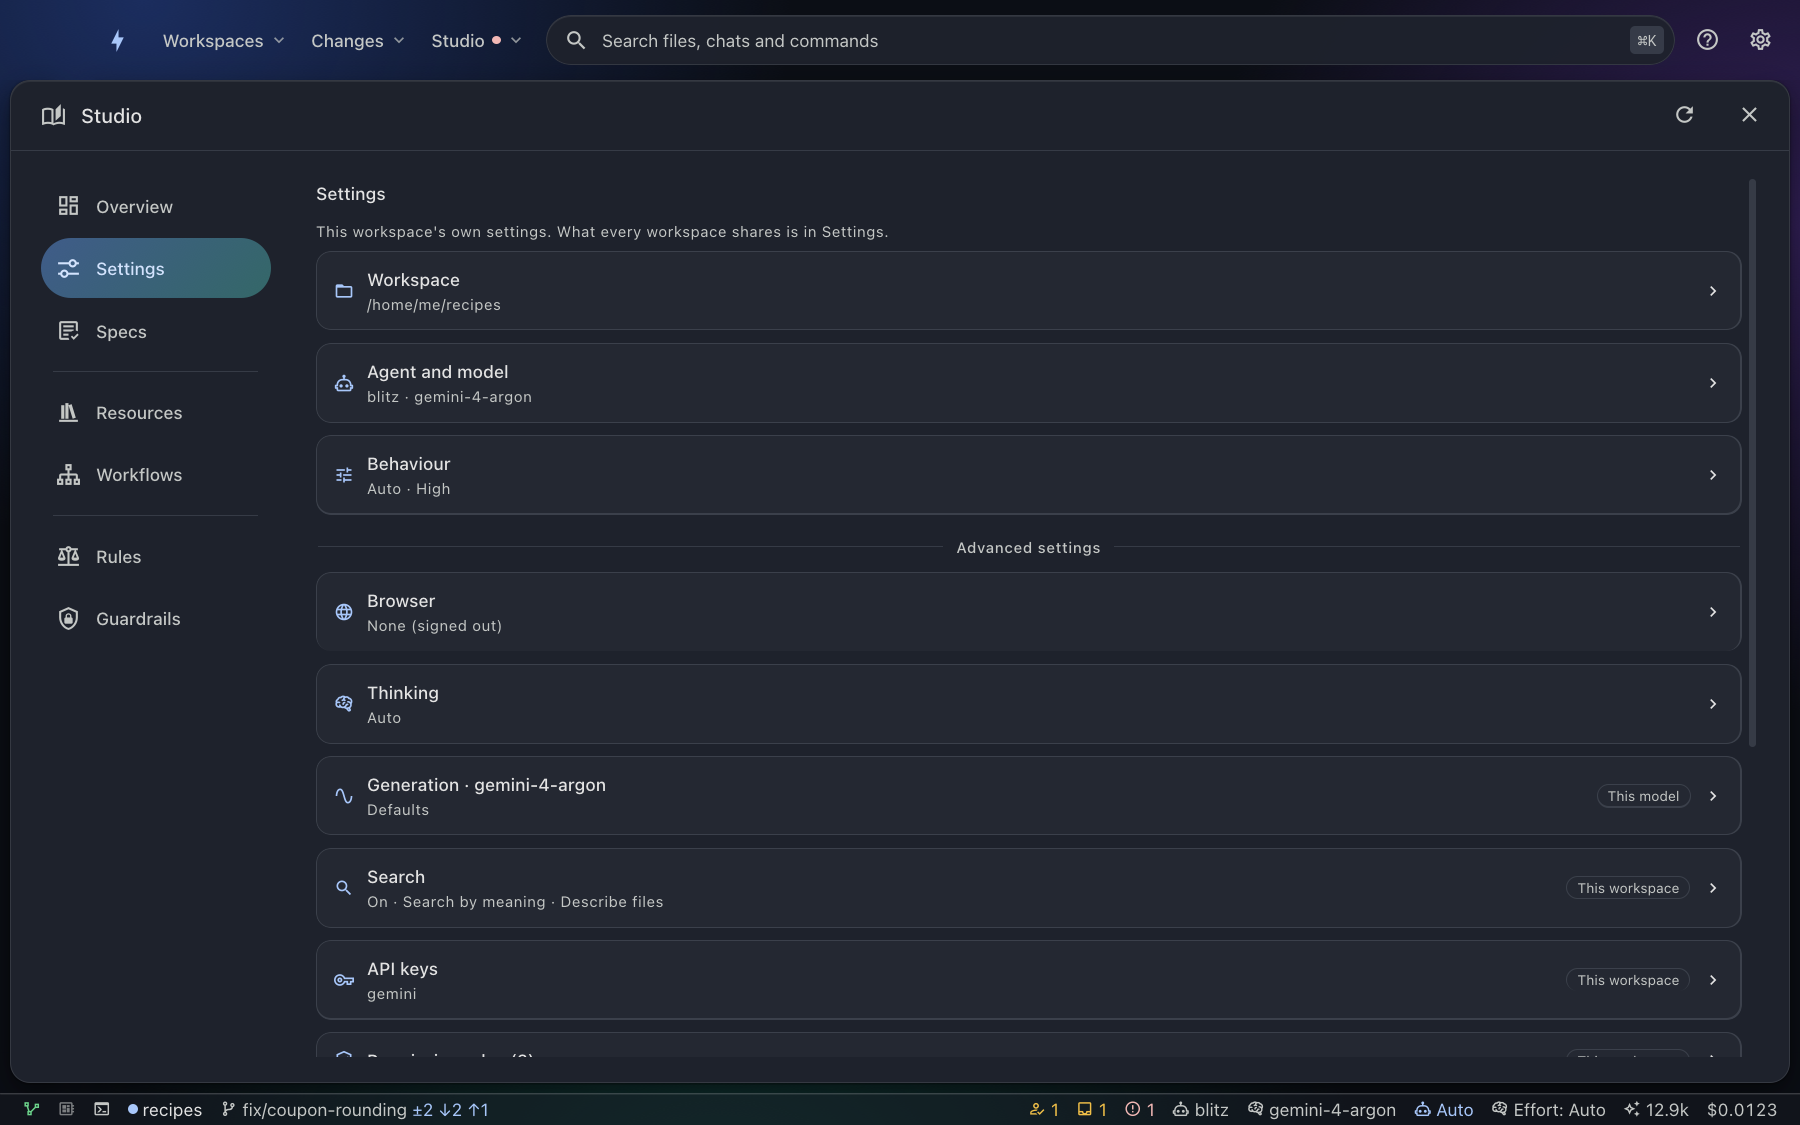 Workspaces
Changes
Studio
Search files, chats and commands
⌘K
Studio
Overview
Settings
Specs
Resources
Workflows
Rules
Guardrails
Settings
This workspace's own settings. What every workspace shares is in Settings.
Workspace
/home/me/recipes
Agent and model
blitz · gemini-4-argon
Behaviour
Auto · High
Advanced settings
Browser
None (signed out)
Thinking
Auto
Generation · gemini-4-argon
Defaults
This model
Search
On · Search by meaning · Describe files
This workspace
API keys
gemini
This workspace
recipes
fix/coupon-rounding ±2 ↓2 ↑1
1
1
1
blitz
gemini-4-argon
Auto
Effort: Auto
12.9k
$0.0123